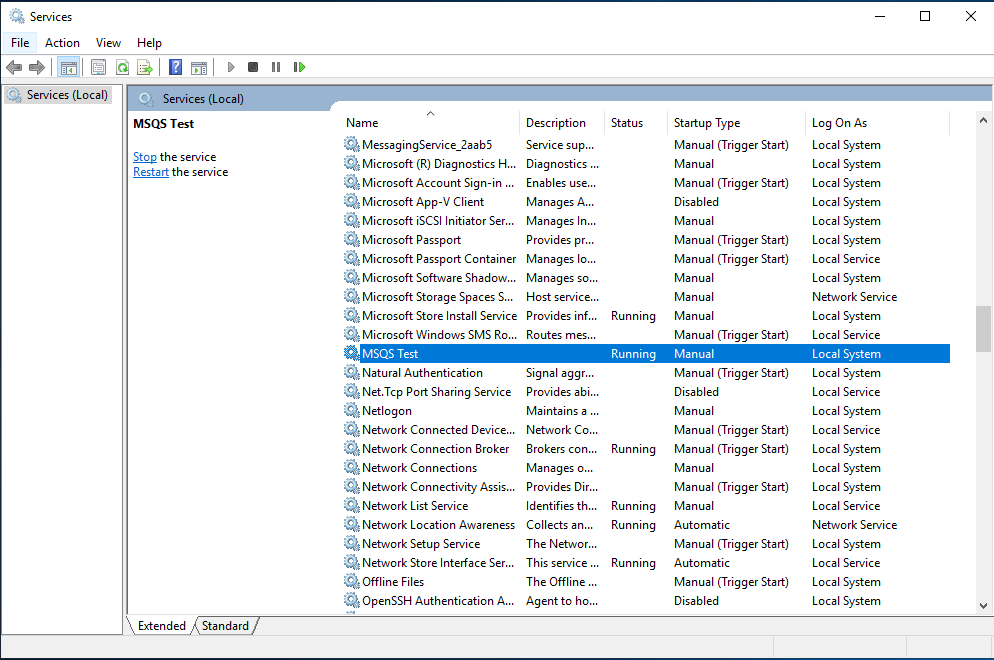 Services
File Action View Help
Services (Local)
Services (Local)
MSQS Test
Stop the service
Restart the service
Name Description Status Startup Type Log On As
MessagingService_2aab5 Service sup... Manual (Trigger Start) Local System
Microsoft (R) Diagnostics H... Diagnostics ... Manual Local System
Microsoft Account Sign-in ... Enables use... Manual (Trigger Start) Local System
Microsoft App-V Client Manages A... Disabled Local System
Microsoft iSCSI Initiator Ser... Manages In... Manual Local System
Microsoft Passport Provides pr... Manual (Trigger Start) Local System
Microsoft Passport Container Manages lo... Manual (Trigger Start) Local Service
Microsoft Software Shadow... Manages so... Manual Local System
Microsoft Storage Spaces S... Host service... Manual Network Service
Microsoft Store Install Service Provides inf... Running Manual Local System
Microsoft Windows SMS Ro... Routes mes... Manual (Trigger Start) Local Service
MSQS Test Running Manual Local System
Natural Authentication Signal aggr... Manual (Trigger Start) Local System
Net.Tcp Port Sharing Service Provides abi... Disabled Local Service
Netlogon Maintains a ... Manual Local System
Network Connected Device... Network Co... Manual (Trigger Start) Local Service
Network Connection Broker Brokers con... Running Manual (Trigger Start) Local System
Network Connections Manages o... Manual Local System
Network Connectivity Assis... Provides Dir... Manual (Trigger Start) Local System
Network List Service Identifies th... Running Manual Local Service
Network Location Awareness Collects an... Running Automatic Network Service
Network Setup Service The Networ... Manual (Trigger Start) Local System
Network Store Interface Ser... This service ... Running Automatic Local Service
Offline Files The Offline ... Manual (Trigger Start) Local System
OpenSSH Authentication A... Agent to ho... Disabled Local System
Extended Standard